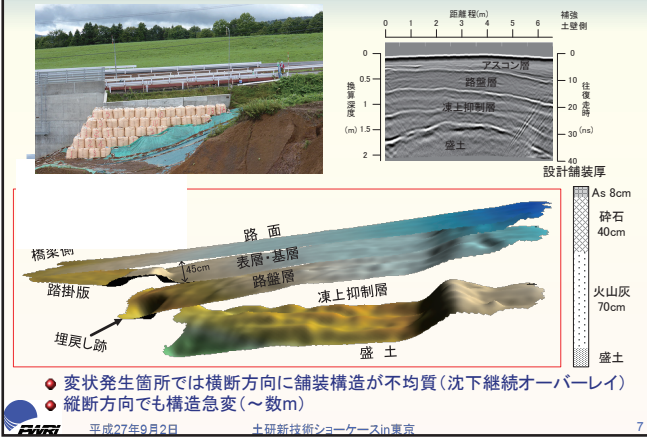 距離程(m)
補強
土壁側
0 1 2 3 4 5 6
0
0.5
1
1.5
2
換算深度
(m)
アスコン層
路盤層
凍上抑制層
盛土
0
10
20
30
40
往復走時
(ns)
設計舗装厚
As 8cm
砕石
40cm
火山灰
70cm
盛土
路面
橋梁側
表層・基層
45cm
踏掛版
路盤層
凍上抑制層
埋戻し跡
盛土
変状発生箇所では横断方向に舗装構造が不均質(沈下継続オーバーレイ)
縦断方向でも構造急変(～数m)
PWRI
平成27年9月2日
土研新技術ショーケースin東京
7